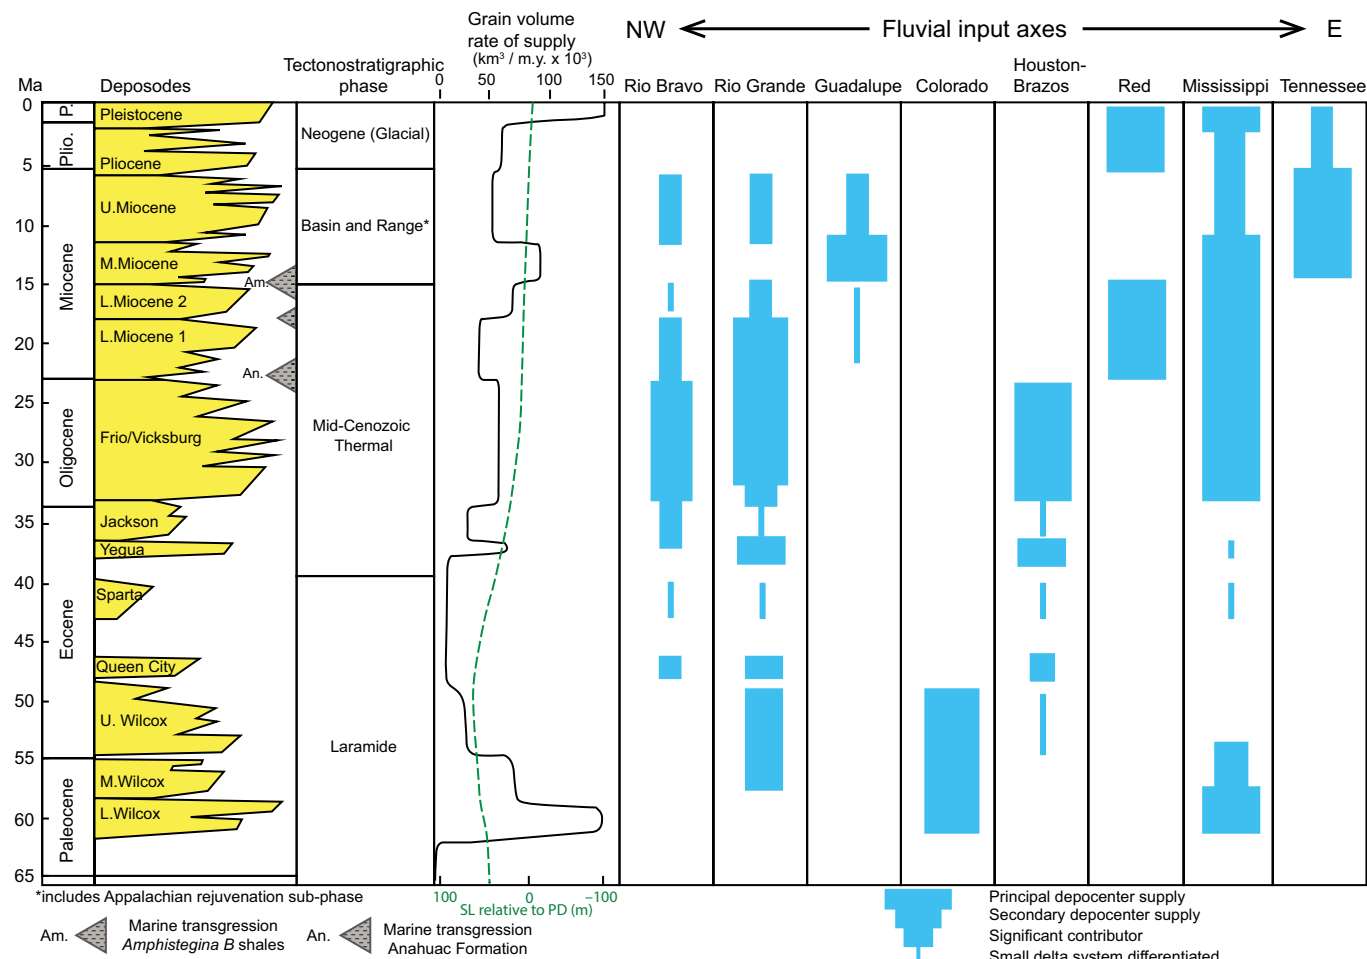 Grain volume
rate of supply
(km³ / m.y. x 10³)
NW
Fluvial input axes
E
Ma
Deposodes
Tectonostratigraphic
phase
0 50 100 150
Rio Bravo
Rio Grande
Guadalupe
Colorado
Houston-
Brazos
Red
Mississippi
Tennessee
0
5
10
15
20
25
30
35
40
45
50
55
60
65
P.
Plio.
Miocene
Oligocene
Eocene
Paleocene
Pleistocene
Pliocene
U.Miocene
M.Miocene
L.Miocene 2
L.Miocene 1
Frio/Vicksburg
Jackson
Yegua
Sparta
Queen City
U. Wilcox
M.Wilcox
L.Wilcox
Am.
An.
Neogene (Glacial)
Basin and Range*
Mid-Cenozoic
Thermal
Laramide
100 0 −100
SL relative to PD (m)
*includes Appalachian rejuvenation sub-phase
Am.
Marine transgression
Amphistegina B shales
An.
Marine transgression
Anahuac Formation
Principal depocenter supply
Secondary depocenter supply
Significant contributor
Small delta system differentiated